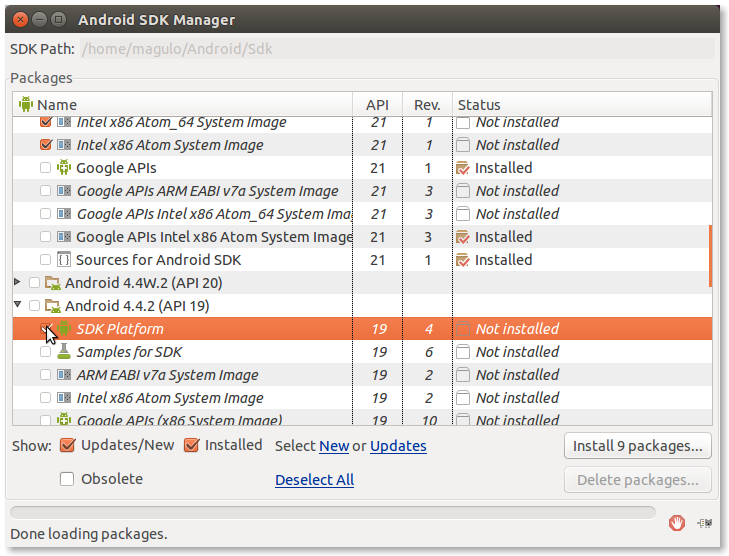 Android SDK Manager
SDK Path: /home/magulo/Android/Sdk
Packages
Name API Rev. Status
Intel x86 Atom_64 System Image 21 1 Not installed
Intel x86 Atom System Image 21 1 Not installed
Google APIs 21 1 Installed
Google APIs ARM EABI v7a System Image 21 3 Not installed
Google APIs Intel x86 Atom_64 System Ima 21 3 Not installed
Google APIs Intel x86 Atom System Image 21 3 Installed
Sources for Android SDK 21 1 Installed
Android 4.4W.2 (API 20)
Android 4.4.2 (API 19)
SDK Platform 19 4 Not installed
Samples for SDK 19 6 Not installed
ARM EABI v7a System Image 19 2 Not installed
Intel x86 Atom System Image 19 2 Not installed
Google APIs (x86 System Image) 19 10 Not installed
Show: Updates/New Installed Select New or Updates Install 9 packages...
Obsolete Deselect All Delete packages...
Done loading packages.